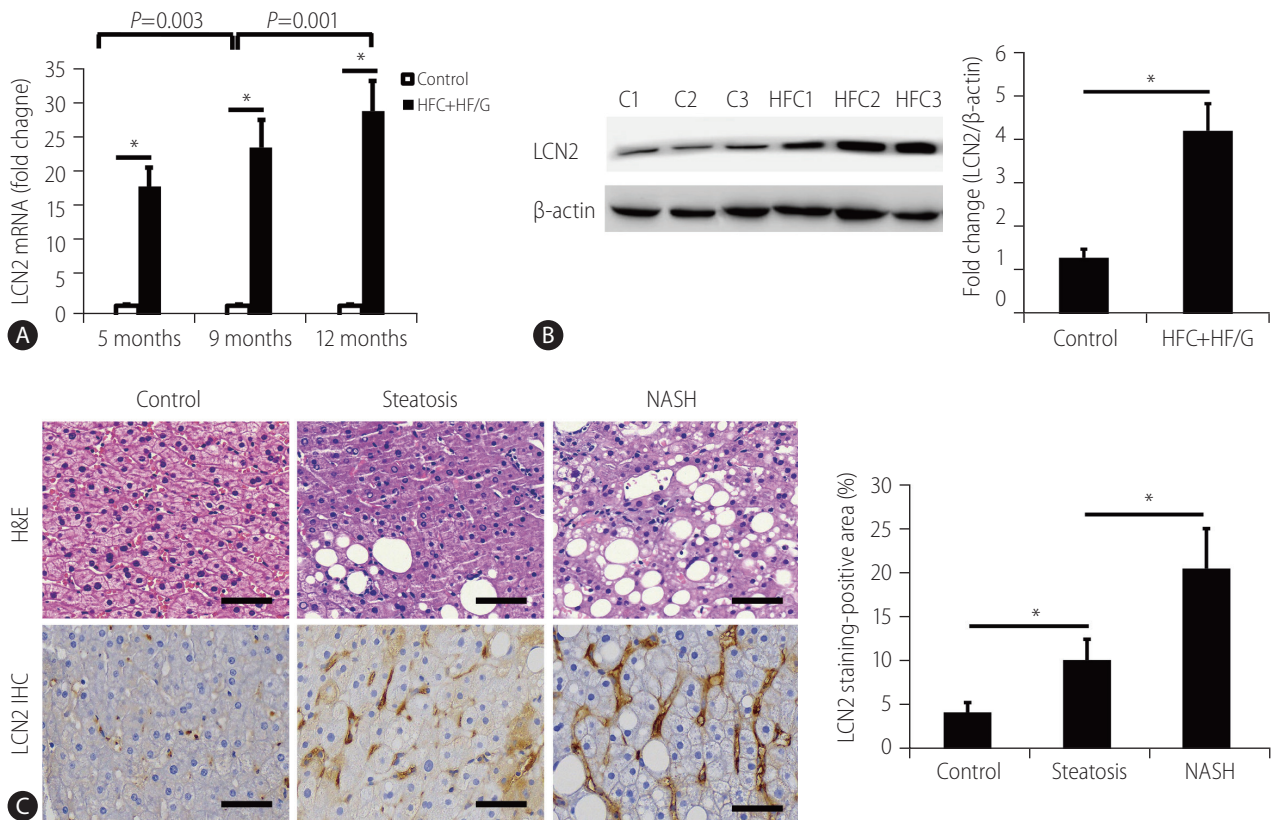 P=0.003 P=0.001
LCN2 mRNA (fold chagne)
35
30
25
20
15
10
5
0
*
*
*
Control
HFC+HF/G
5 months 9 months 12 months
A
C1 C2 C3 HFC1 HFC2 HFC3
LCN2
β-actin
B
Fold change (LCN2/β-actin)
6
5
4
3
2
1
1
0
*
Control HFC+HF/G
Control Steatosis NASH
H&E
LCN2 IHC
C
LCN2 staining-positive area (%)
30
25
20
15
10
5
0
*
*
Control Steatosis NASH